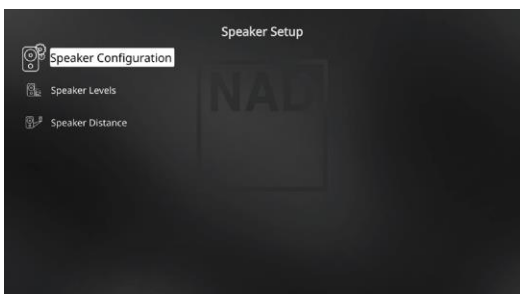 Speaker Setup
Speaker Configuration
NAD
Speaker Levels
Speaker Distance